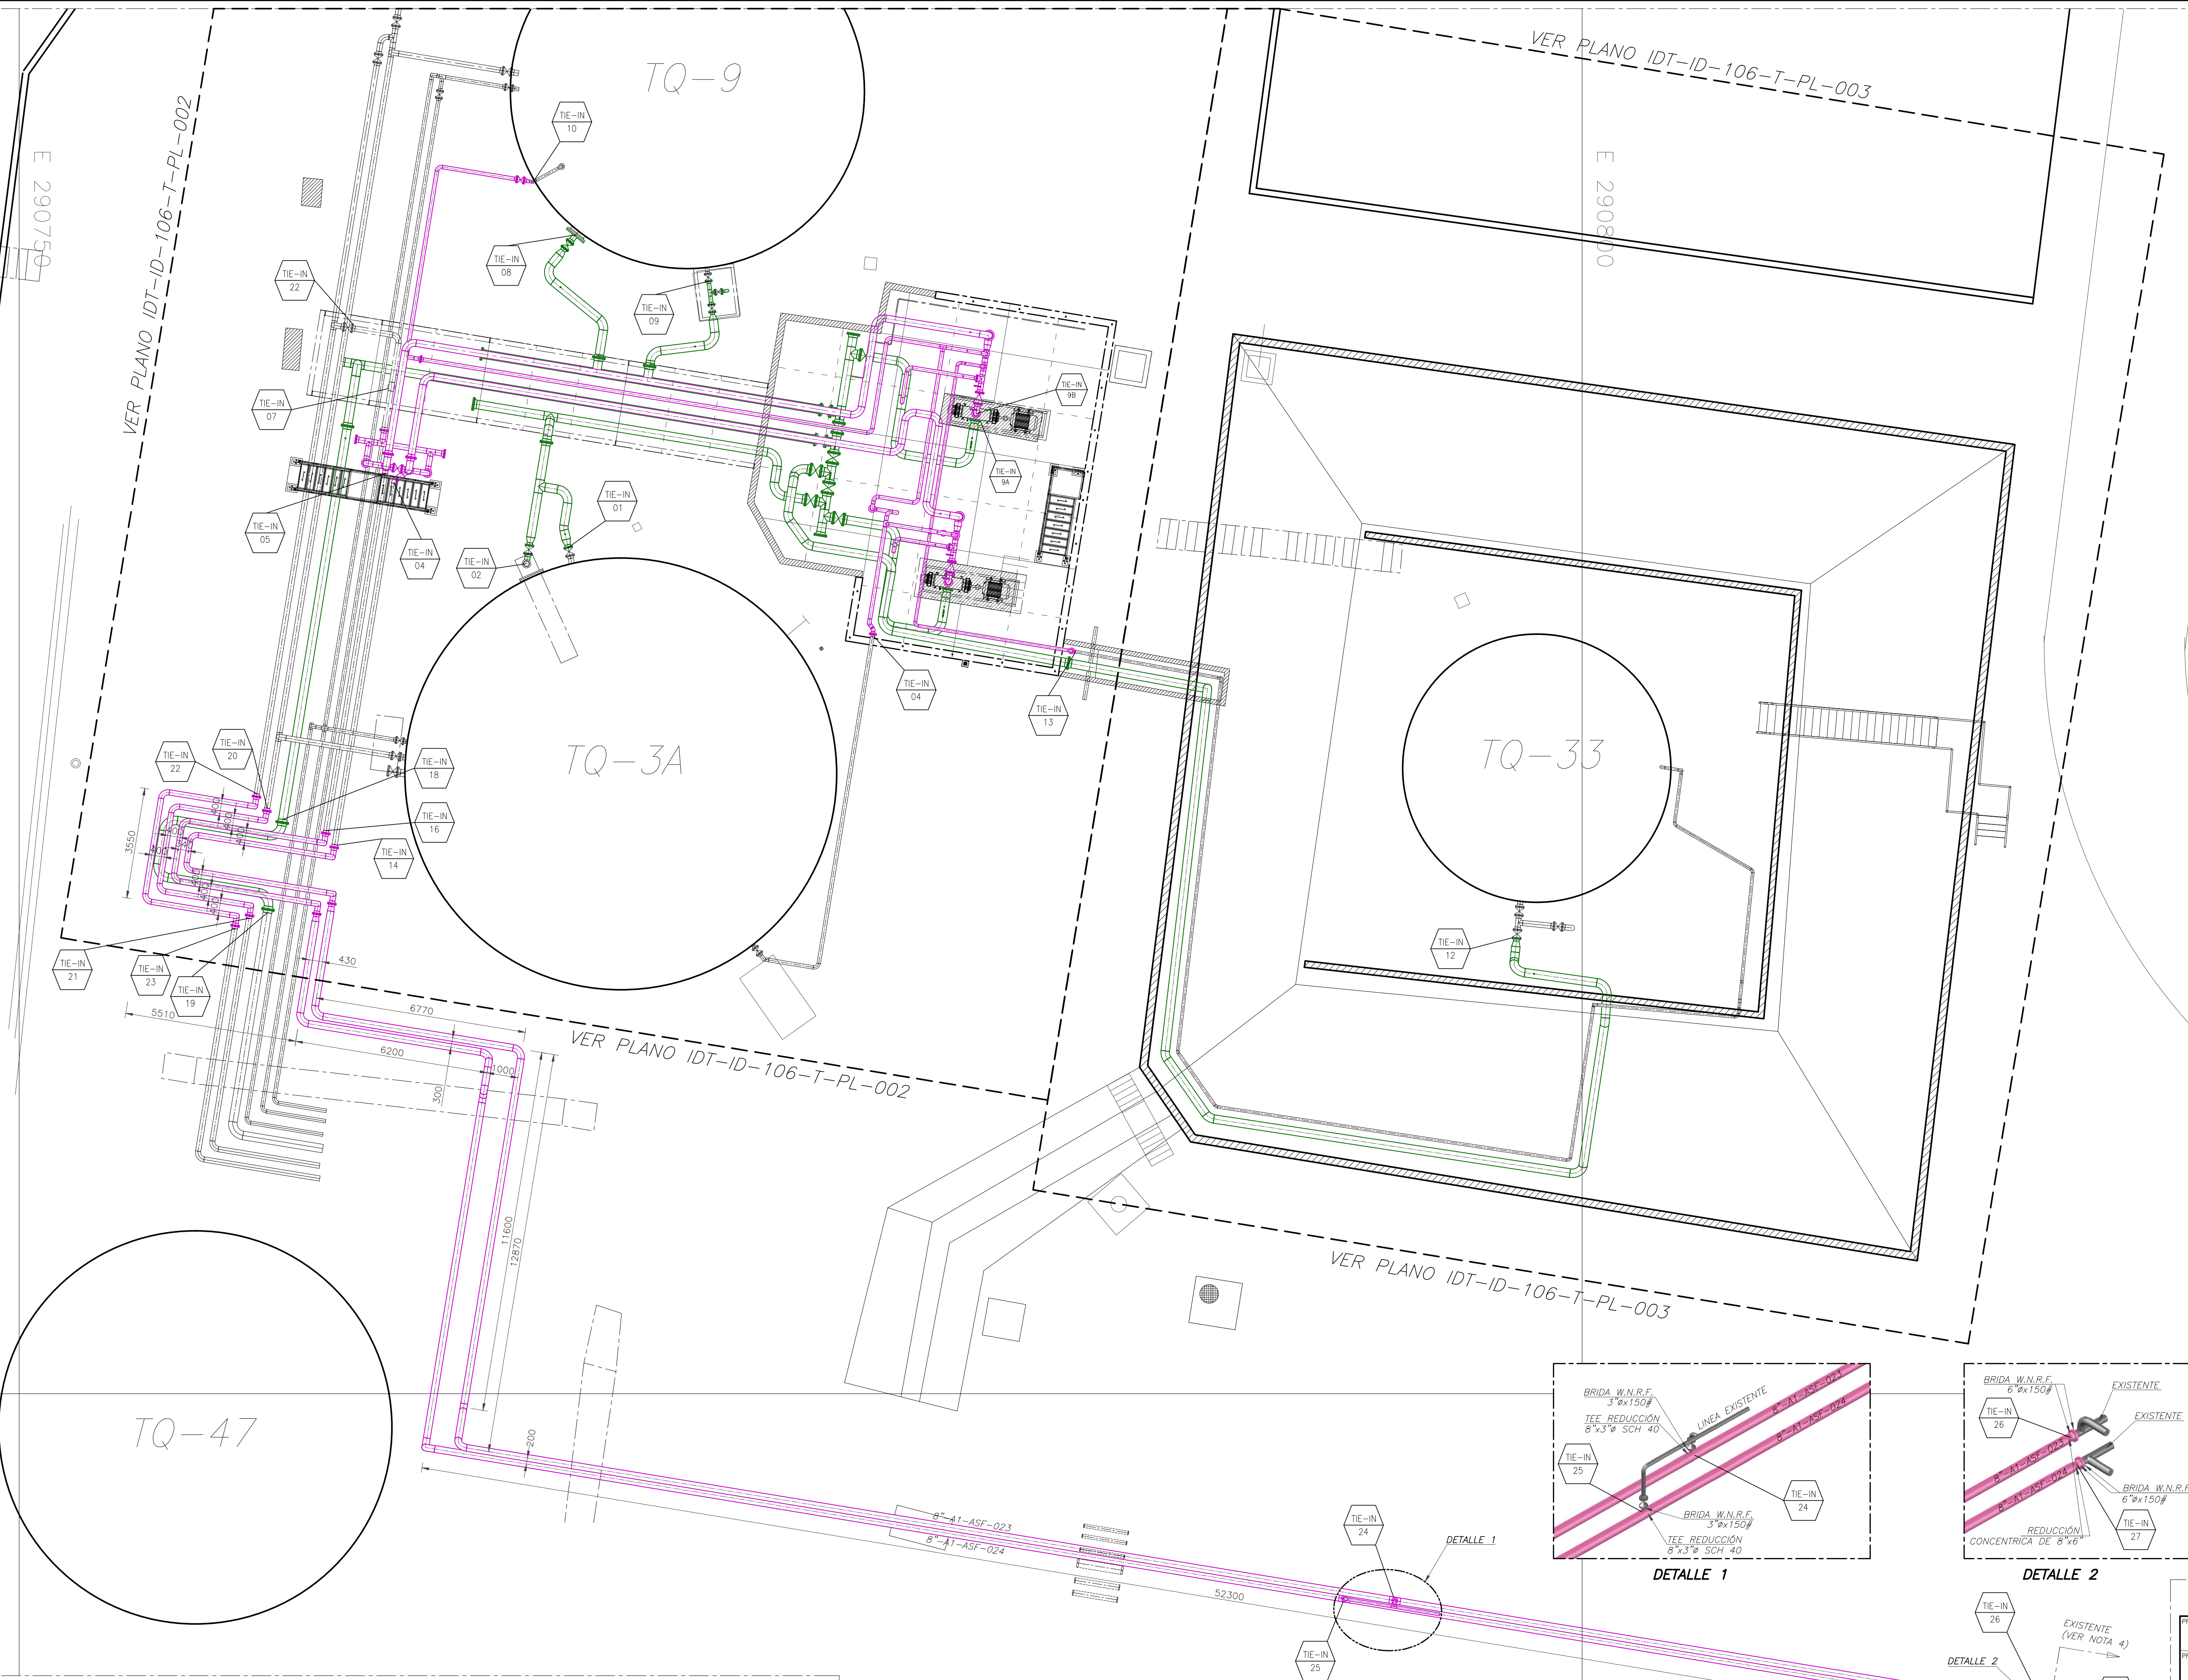 VER PLANO IDT-ID-106-T-PL-003
TQ-9
TIE-IN
10
E 290750
VER PLANO IDT-ID-106-T-PL-002
E 290800
TIE-IN
08
TIE-IN
22
TIE-IN
09
TIE-IN
07
TIE-IN
9B
TIE-IN
9A
TIE-IN
05
TIE-IN
04
TIE-IN
02
TIE-IN
01
TIE-IN
04
TIE-IN
13
TQ-3A
TQ-33
TIE-IN
22
TIE-IN
20
TIE-IN
18
TIE-IN
16
TIE-IN
14
3550
400
400
400
400
400
400
400
TIE-IN
21
TIE-IN
23
TIE-IN
19
TIE-IN
12
430
5510
6770
6200
1000
300
VER PLANO IDT-ID-106-T-PL-002
11600
12870
VER PLANO IDT-ID-106-T-PL-003
TQ-47
200
8"-A1-ASF-023
8"-A1-ASF-024
52300
TIE-IN
24
DETALLE 1
TIE-IN
25
BRIDA W.N.R.F.
3"øx150#
TEE REDUCCIÓN
8"x3"ø SCH 40
LINEA EXISTENTE
8"-A1-ASF-023
8"-A1-ASF-024
TIE-IN
25
TIE-IN
24
BRIDA W.N.R.F.
3"øx150#
TEE REDUCCIÓN
8"x3"ø SCH 40
DETALLE 1
BRIDA W.N.R.F.
6"øx150#
EXISTENTE
EXISTENTE
TIE-IN
26
8"-A1-ASF-023
8"-A1-ASF-024
BRIDA W.N.R.F
6"øx150#
TIE-IN
27
REDUCCIÓN
CONCENTRICA DE 8"x6"
DETALLE 2
TIE-IN
26
EXISTENTE
(VER NOTA 4)
DETALLE 2